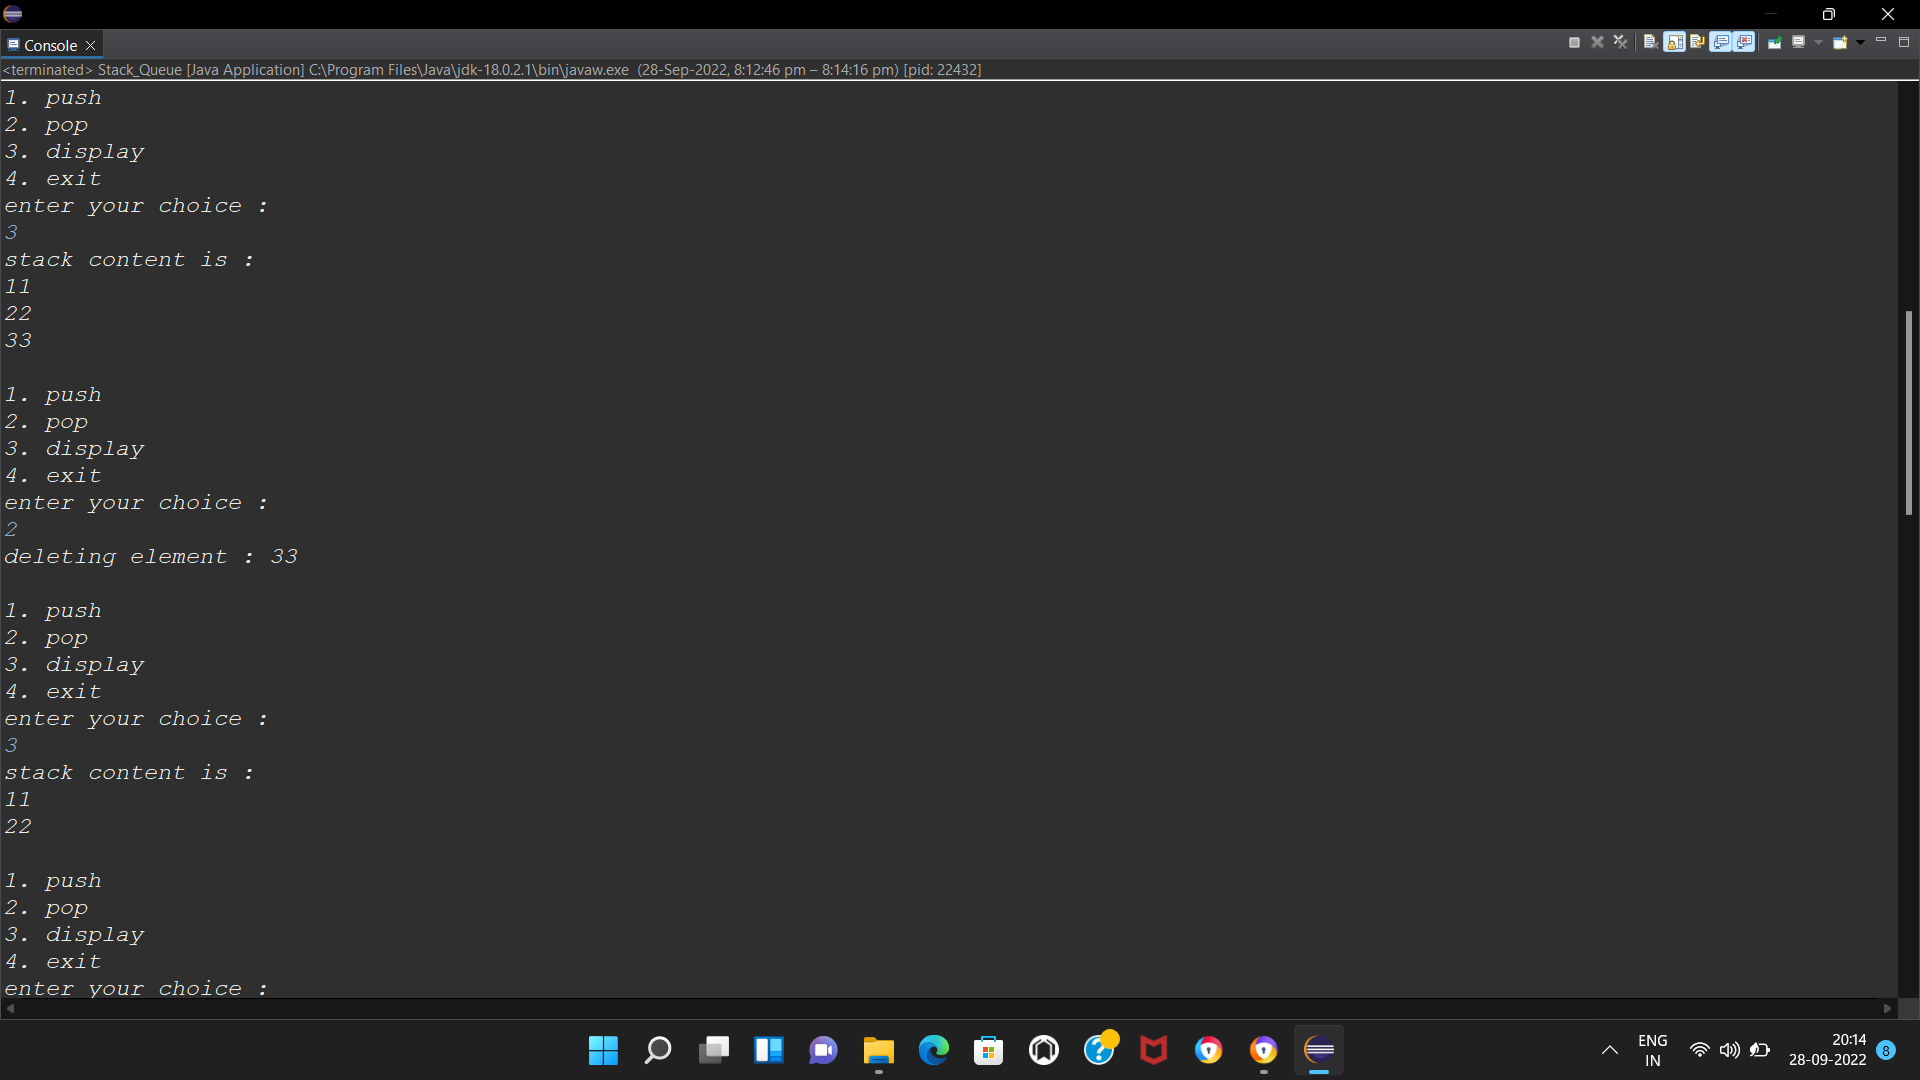 Console
<terminated> Stack_Queue [Java Application] C:\Program Files\Java\jdk-18.0.2.1\bin\javaw.exe (28-Sep-2022, 8:12:46 pm – 8:14:16 pm) [pid: 22432]
1. push
2. pop
3. display
4. exit
enter your choice :
3
stack content is :
11
22
33

1. push
2. pop
3. display
4. exit
enter your choice :
2
deleting element : 33

1. push
2. pop
3. display
4. exit
enter your choice :
3
stack content is :
11
22

1. push
2. pop
3. display
4. exit
enter your choice :
ENG
IN
20:14
28-09-2022
8